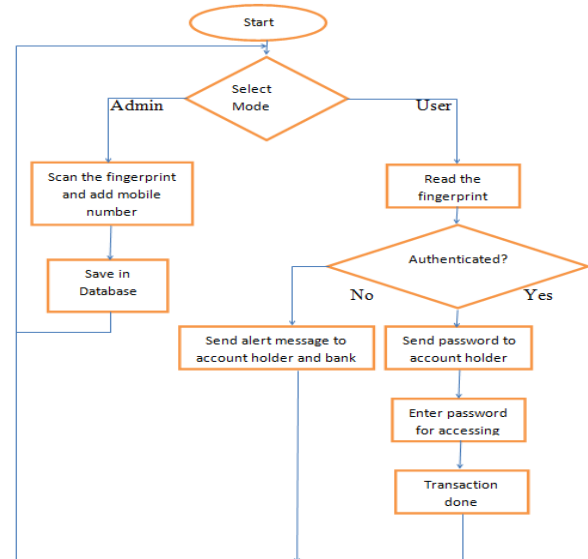 Start
Select
Mode
Admin
User
Scan the fingerprint
and add mobile
number
Read the
fingerprint
Save in
Database
Authenticated?
No
Yes
Send alert message to
account holder and bank
Send password to
account holder
Enter password
for accessing
Transaction
done